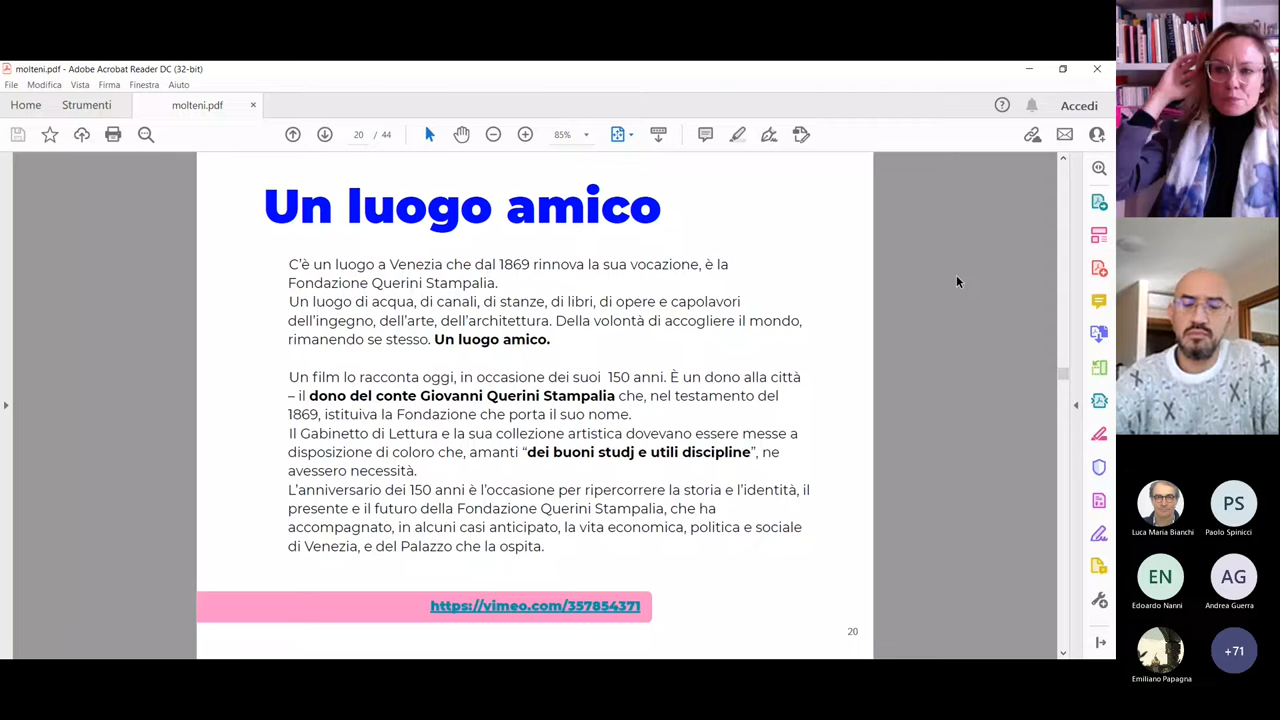 molteni.pdf - Adobe Acrobat Reader DC (32-bit)
File Modifica Vista Firma Finestra Aiuto
Home Strumenti molteni.pdf × Accedi
20 / 44 85%
Un luogo amico
C'è un luogo a Venezia che dal 1869 rinnova la sua vocazione, è la
Fondazione Querini Stampalia.
Un luogo di acqua, di canali, di stanze, di libri, di opere e capolavori
dell'ingegno, dell'arte, dell'architettura. Della volontà di accogliere il mondo,
rimanendo se stesso. Un luogo amico.
Un film lo racconta oggi, in occasione dei suoi 150 anni. È un dono alla città
– il dono del conte Giovanni Querini Stampalia che, nel testamento del
1869, istituiva la Fondazione che porta il suo nome.
Il Gabinetto di Lettura e la sua collezione artistica dovevano essere messe a
disposizione di coloro che, amanti “dei buoni studj e utili discipline”, ne
avessero necessità.
L'anniversario dei 150 anni è l'occasione per ripercorrere la storia e l'identità, il
presente e il futuro della Fondazione Querini Stampalia, che ha
accompagnato, in alcuni casi anticipato, la vita economica, politica e sociale
di Venezia, e del Palazzo che la ospita.
https://vimeo.com/357854371
20
PS
Luca Maria Bianchi Paolo Spinicci
EN AG
Edoardo Nanni Andrea Guerra
+71
Emiliano Papagna